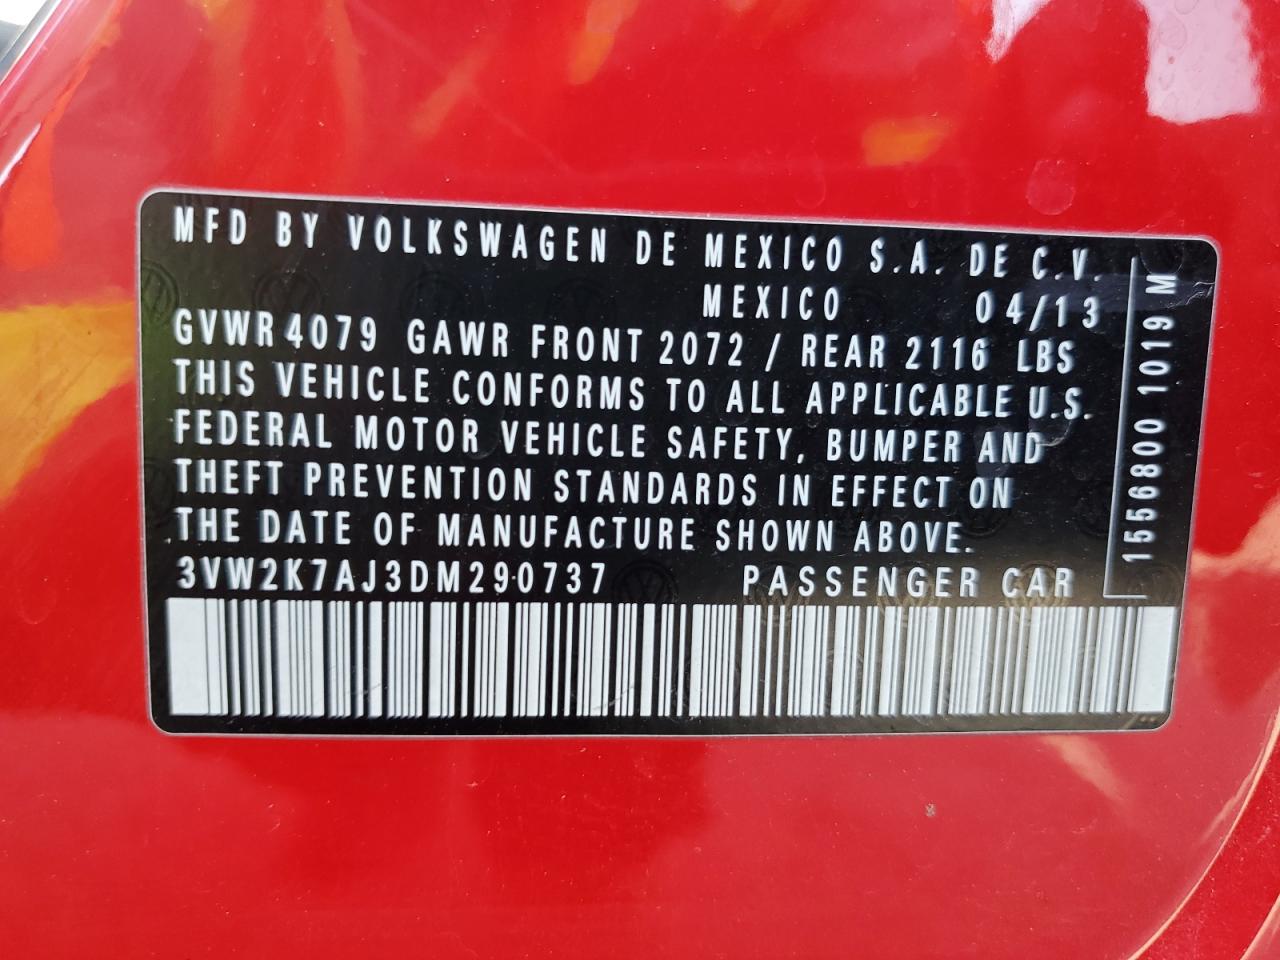 MFD BY VOLKSWAGEN DE MEXICO S.A. DE C.V.
MEXICO 04/13
GVWR 4079 GAWR FRONT 2072 / REAR 2116 LBS
THIS VEHICLE CONFORMS TO ALL APPLICABLE U.S.
FEDERAL MOTOR VEHICLE SAFETY, BUMPER AND
THEFT PREVENTION STANDARDS IN EFFECT ON
THE DATE OF MANUFACTURE SHOWN ABOVE.
3VW2K7AJ3DM290737 PASSENGER CAR
1556800 1019 M